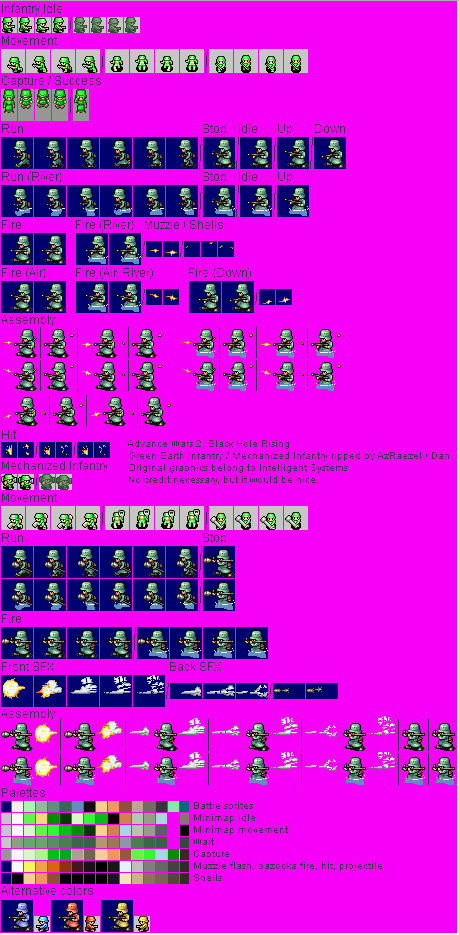 Infantry Idle
Movement
Capture / Success
Run Stop Idle Up Down
Run (River) Stop Idle Up
Fire Fire (River) Muzzle / Shells
Fire (Air) Fire (Air, River) Fire (Down)
Assembly
Hit
Advance Wars 2: Black Hole Rising
Green Earth Infantry / Mechanized Infantry ripped by AzRaezel / Dan.
Original graphics belong to Intelligent Systems
No credit necessary, but it would be nice
Mechanized Infantry
Movement
Run Stop
Fire
Front SFX Back SFX
Assembly
Palettes
Battle sprites
Minimap idle
Minimap movement
Wait
Capture
Muzzle flash, bazooka fire, hit, projectile
Shells
Alternative colors